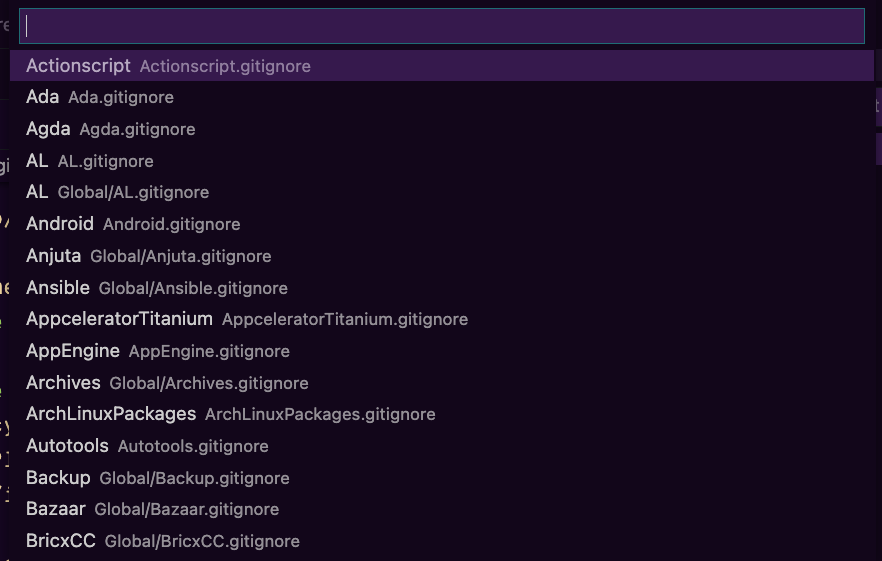 Actionscript Actionscript.gitignore
Ada Ada.gitignore
Agda Agda.gitignore
AL AL.gitignore
AL Global/AL.gitignore
Android Android.gitignore
Anjuta Global/Anjuta.gitignore
Ansible Global/Ansible.gitignore
AppceleratorTitanium AppceleratorTitanium.gitignore
AppEngine AppEngine.gitignore
Archives Global/Archives.gitignore
ArchLinuxPackages ArchLinuxPackages.gitignore
Autotools Autotools.gitignore
Backup Global/Backup.gitignore
Bazaar Global/Bazaar.gitignore
BricxCC Global/BricxCC.gitignore